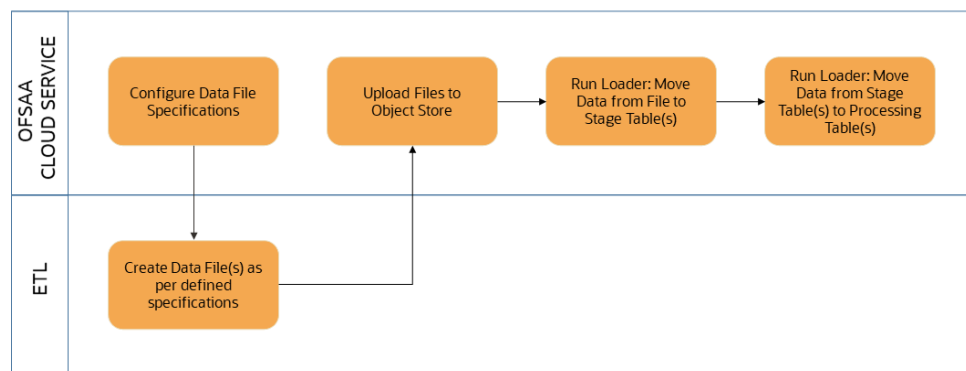 OFSAA
CLOUD SERVICE
Configure Data File
Specifications
Upload Files to
Object Store
Run Loader: Move
Data from File to
Stage Table(s)
Run Loader: Move
Data from Stage
Table(s) to Processing
Table(s)
ETL
Create Data File(s) as
per defined
specifications